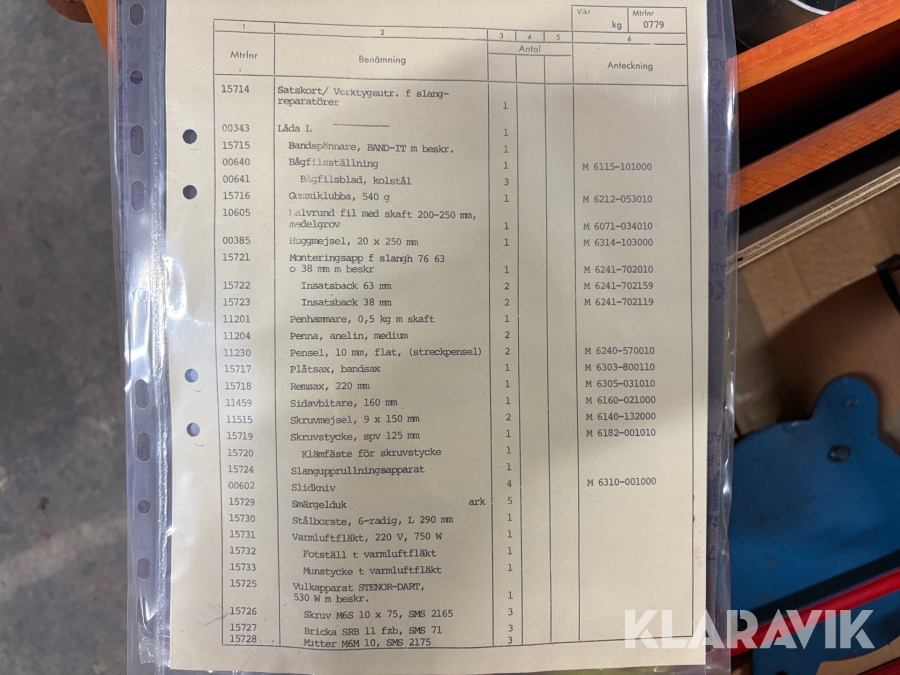 Vikt kg Mtrlnr 0779
1 2 3 4 5 6
Mtrlnr Benämning Antal Anteckning
15714 Satskort/ Verktygsutr. f slang-
reparatörer 1
00343 Låda L 1
15715 Bandspännare, BAND-IT m beskr. 1
00640 Bågfilsställning 1 M 6115-101000
00641 Bågfilsblad, kolstål 3
15716 Gummiklubba, 540 g 1 M 6212-053010
10605 Halvrund fil med skaft 200-250 mm,
medelgrov 1 M 6071-034010
00385 Huggmejsel, 20 x 250 mm 1 M 6314-103000
15721 Monteringsapp f slangh 76 63
o 38 mm m beskr 1 M 6241-702010
15722 Insatsback 63 mm 2 M 6241-702159
15723 Insatsback 38 mm 2 M 6241-702119
11201 Penhammare, 0,5 kg m skaft 1
11204 Penna, anelin, medium 2
11230 Pensel, 10 mm, flat, (streckpensel) 2 M 6240-570010
15717 Plåtsax, bandsax 1 M 6303-800110
15718 Remsax, 220 mm 1 M 6305-031010
11459 Sidavbitare, 160 mm 1 M 6160-021000
11515 Skruvmejsel, 9 x 150 mm 2 M 6140-132000
15719 Skruvstycke, spv 125 mm 1 M 6182-001010
15720 Klämfäste för skruvstycke 1
15724 Slangupprullningsapparat 1
00602 Slidkniv 4 M 6310-001000
15729 Smärgelduk ark 5
15730 Stålborste, 6-radig, L 290 mm 1
15731 Varmluftfläkt, 220 V, 750 W 1
15732 Fotställ t varmluftfläkt 1
15733 Munstycke t varmluftfläkt 1
15725 Vulkapparat STENOR-DART,
530 W m beskr. 1
15726 Skruv M6S 10 x 75, SMS 2165 3
15727 Bricka SRB 11 fzb, SMS 71 3
15728 Mutter M6M 10, SMS 2175 3
KLARAVIK